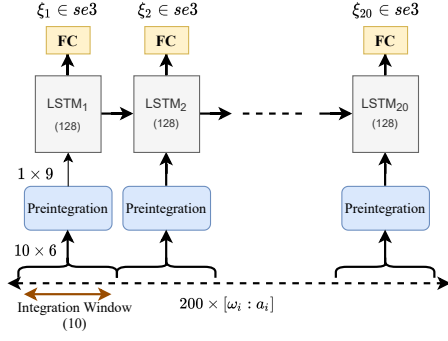 ξ₁ ∈ se3 ξ₂ ∈ se3 ξ₂₀ ∈ se3
FC FC FC
LSTM₁ LSTM₂ LSTM₂₀
(128) (128) (128)
1 × 9
Preintegration Preintegration Preintegration
10 × 6
200 × [ωᵢ : aᵢ]
Integration Window
(10)